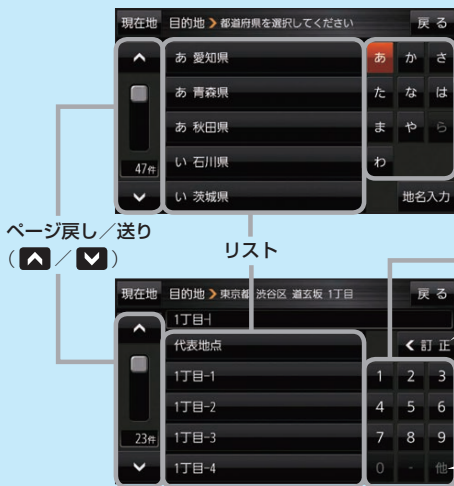 現在地 目的地 > 都道府県を選択してください 戻る
あ 愛知県
あ 青森県
あ 秋田県
い 石川県
い 茨城県
47件
あ か さ
た な は
ま や ら
わ
地名入力
ページ戻し/送り
( / )
リスト
現在地 目的地 > 東京都 渋谷区 道玄坂 1丁目 戻る
1丁目-|
代表地点
< 訂正
1丁目-1
1丁目-2
1丁目-3
1丁目-4
23件
1 2 3
4 5 6
7 8 9
0 - 他